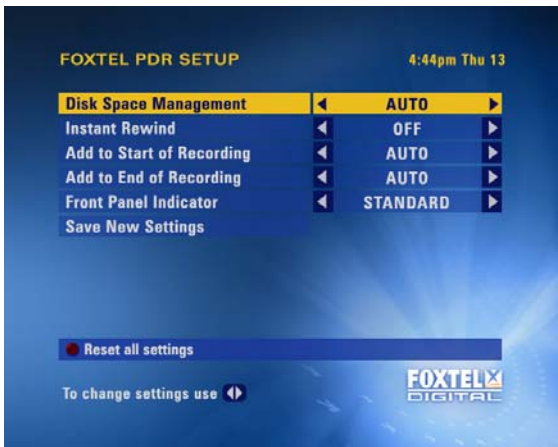 FOXTEL PDR SETUP 4:44pm Thu 13
Disk Space Management AUTO
Instant Rewind OFF
Add to Start of Recording AUTO
Add to End of Recording AUTO
Front Panel Indicator STANDARD
Save New Settings
Reset all settings
To change settings use
FOXTEL
DIGITAL